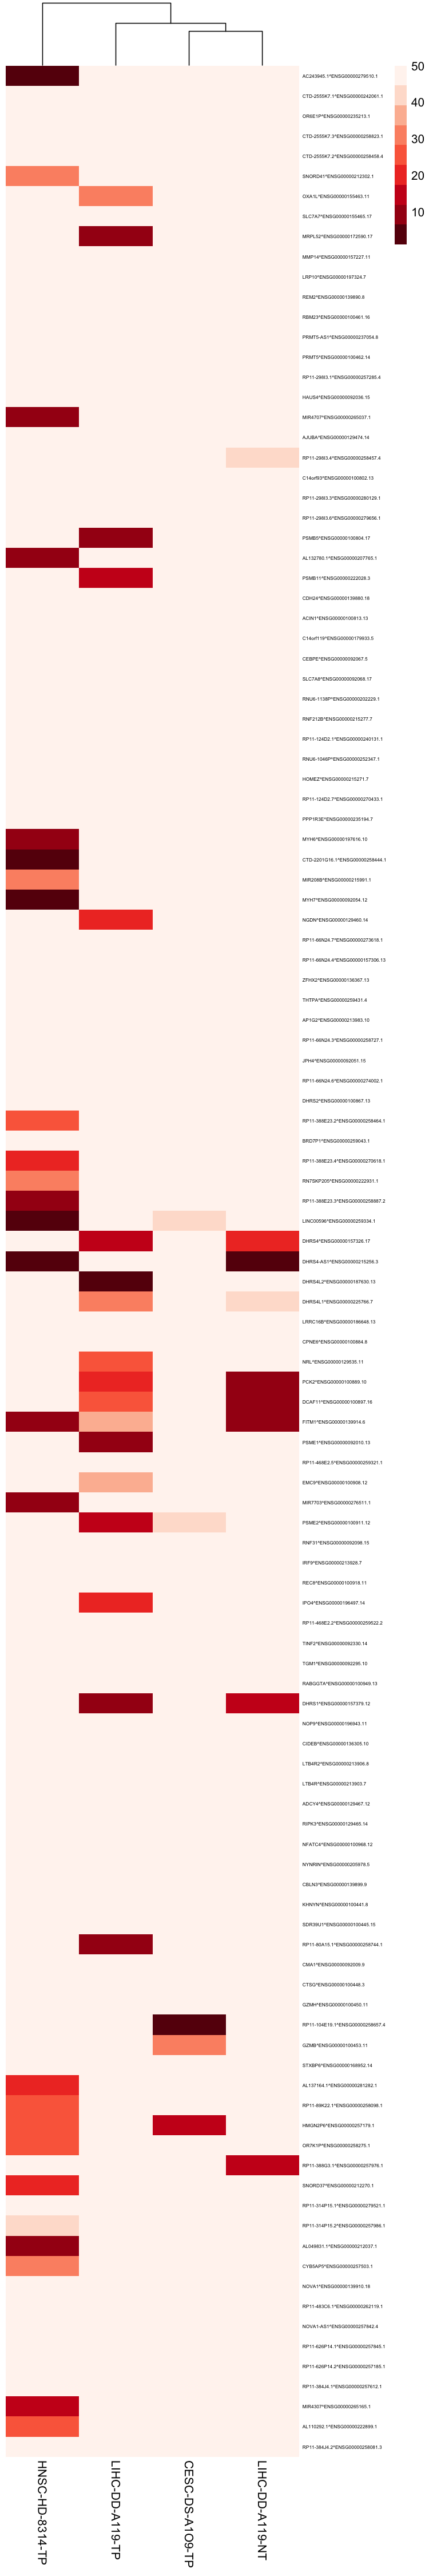 50
40
30
20
10
AC243945.1^ENSG00000279510.1
CTD-2555K7.1^ENSG00000242061.1
OR6E1P^ENSG00000235213.1
CTD-2555K7.3^ENSG00000258623.1
CTD-2555K7.2^ENSG00000258458.4
SNORD41^ENSG00000212302.1
OXA1L^ENSG00000155463.11
SLC7A7^ENSG00000155465.17
MRPL52^ENSG00000172590.17
MMP14^ENSG00000157227.11
LRP10^ENSG00000197324.7
REM2^ENSG00000139890.8
RBM23^ENSG00000100461.16
PRMT5-AS1^ENSG00000237054.8
PRMT5^ENSG00000100462.14
RP11-298I3.1^ENSG00000257285.4
HAUS4^ENSG00000092036.15
MIR4707^ENSG00000265037.1
AJUBA^ENSG00000129474.14
RP11-298I3.4^ENSG00000258457.4
C14orf93^ENSG00000100802.13
RP11-298I3.3^ENSG00000280129.1
RP11-298I3.6^ENSG00000279656.1
PSMB5^ENSG00000100804.17
AL132780.1^ENSG00000207765.1
PSMB11^ENSG00000222028.3
CDH24^ENSG00000139880.18
ACIN1^ENSG00000100813.13
C14orf119^ENSG00000179933.5
CEBPE^ENSG00000092067.5
SLC7A8^ENSG00000092068.17
RNU6-1138P^ENSG00000202229.1
RNF212B^ENSG00000215277.7
RP11-124D2.1^ENSG00000240131.1
RNU6-1046P^ENSG00000252347.1
HOMEZ^ENSG00000215271.7
RP11-124D2.7^ENSG00000270433.1
PPP1R3E^ENSG00000235194.7
MYH6^ENSG00000197616.10
CTD-2201G16.1^ENSG00000258444.1
MIR208B^ENSG00000215991.1
MYH7^ENSG00000092054.12
NGDN^ENSG00000129460.14
RP11-66N24.7^ENSG00000273618.1
RP11-66N24.4^ENSG00000157306.13
ZFHX2^ENSG00000136367.13
THTPA^ENSG00000259431.4
AP1G2^ENSG00000213983.10
RP11-66N24.3^ENSG00000258727.1
JPH4^ENSG00000092051.15
RP11-66N24.6^ENSG00000274002.1
DHRS2^ENSG00000100867.13
RP11-388E23.2^ENSG00000258464.1
BRD7P1^ENSG00000259043.1
RP11-388E23.4^ENSG00000270618.1
RN7SKP205^ENSG00000222931.1
RP11-388E23.3^ENSG00000258687.2
LINC00596^ENSG00000259334.1
DHRS4^ENSG00000157326.17
DHRS4-AS1^ENSG00000215256.3
DHRS4L2^ENSG00000187630.13
DHRS4L1^ENSG00000225766.7
LRRC16B^ENSG00000186648.13
CPNE6^ENSG00000100884.8
NRL^ENSG00000129535.11
PCK2^ENSG00000100889.10
DCAF11^ENSG00000100897.16
FITM1^ENSG00000139914.6
PSME1^ENSG00000092010.13
RP11-468E2.5^ENSG00000259321.1
EMC9^ENSG00000100908.12
MIR7703^ENSG00000276511.1
PSME2^ENSG00000100911.12
RNF31^ENSG00000092098.15
IRF9^ENSG00000213928.7
REC8^ENSG00000100918.11
IPO4^ENSG00000196497.14
RP11-468E2.2^ENSG00000259522.2
TINF2^ENSG00000092330.14
TGM1^ENSG00000092295.10
RABGGTA^ENSG00000100949.13
DHRS1^ENSG00000157379.12
NOP9^ENSG00000196943.11
CIDEB^ENSG00000136305.10
LTB4R2^ENSG00000213906.8
LTB4R^ENSG00000213903.7
ADCY4^ENSG00000129467.12
RIPK3^ENSG00000129465.14
NFATC4^ENSG00000100968.12
NYNRIN^ENSG00000205978.5
CBLN3^ENSG00000139899.9
KHNYN^ENSG00000100441.8
SDR39U1^ENSG00000100445.15
RP11-80A15.1^ENSG00000258744.1
CMA1^ENSG00000092009.9
CTSG^ENSG00000100448.3
GZMH^ENSG00000100450.11
RP11-104E19.1^ENSG00000258657.4
GZMB^ENSG00000100453.11
STXBP6^ENSG00000168952.14
AL137164.1^ENSG00000281282.1
RP11-89K22.1^ENSG00000258098.1
HMGN2P6^ENSG00000257179.1
OR7K1P^ENSG00000258275.1
RP11-388G3.1^ENSG00000257976.1
SNORD37^ENSG00000212270.1
RP11-314P15.1^ENSG00000279521.1
RP11-314P15.2^ENSG00000257986.1
AL049831.1^ENSG00000212037.1
CYB5AP5^ENSG00000257503.1
NOVA1^ENSG00000139910.18
RP11-483C6.1^ENSG00000262119.1
NOVA1-AS1^ENSG00000257842.4
RP11-626P14.1^ENSG00000257845.1
RP11-626P14.2^ENSG00000257185.1
RP11-384J4.1^ENSG00000257612.1
MIR4307^ENSG00000265165.1
AL110292.1^ENSG00000222899.1
RP11-384J4.2^ENSG00000258081.3
HNSC-HD-8314-TP
LIHC-DD-A119-TP
CESC-DS-A1O9-TP
LIHC-DD-A119-NT